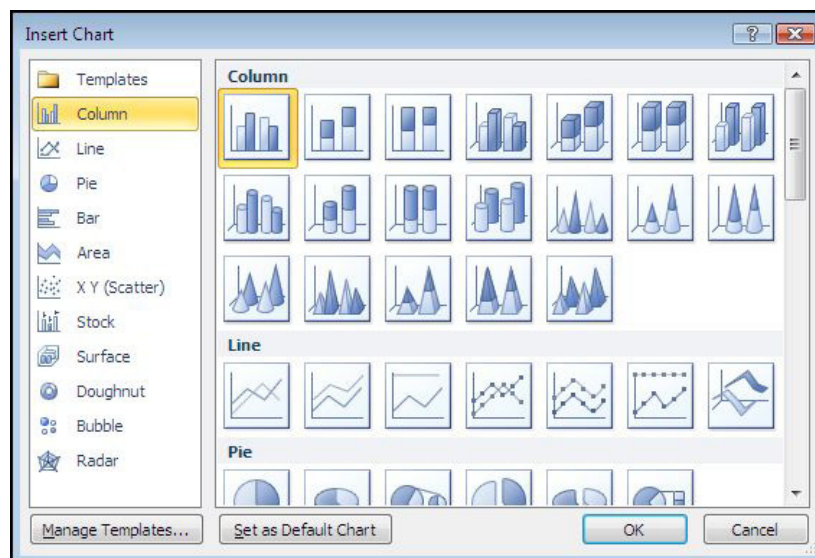 Insert Chart
Templates
Column
Line
Pie
Bar
Area
X Y (Scatter)
Stock
Surface
Doughnut
Bubble
Radar
Column
Line
Pie
Manage Templates...
Set as Default Chart
OK
Cancel